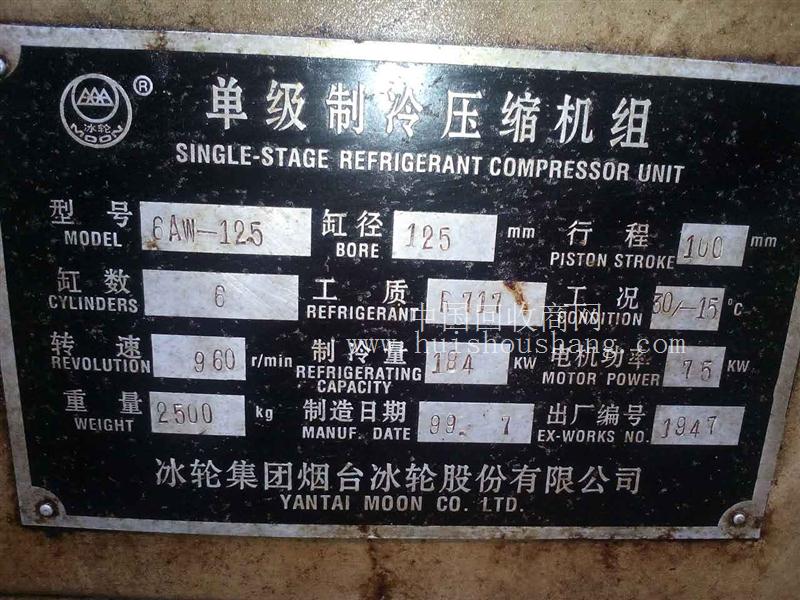 冰轮 MOON ®
单级制冷压缩机组
SINGLE-STAGE REFRIGERANT COMPRESSOR UNIT
型号 MODEL 6AW-125 缸径 BORE 125 mm 行程 PISTON STROKE 100 mm
缸数 CYLINDERS 6 工质 REFRIGERANT R717 工况 CONDITION 30/-15 °C
中国回收商网
www.huishoushang.com
转速 REVOLUTION 960 r/min 制冷量 REFRIGERATING CAPACITY 184 KW 电机功率 MOTOR POWER 75 KW
重量 WEIGHT 2500 kg 制造日期 MANUF. DATE 99. 7 出厂编号 EX-WORKS NO. 1947
冰轮集团烟台冰轮股份有限公司
YANTAI MOON CO. LTD.